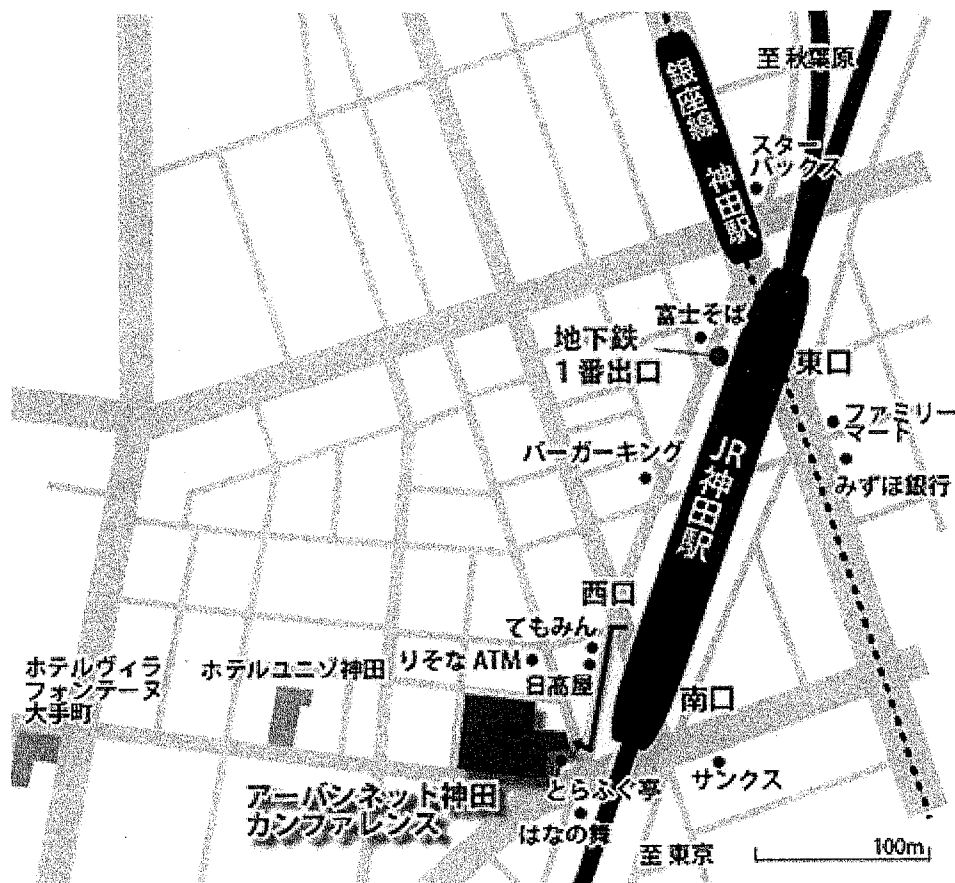 至 秋葉原
銀座線 神田駅
スター
バックス
富士そば
地下鉄
1番出口
東口
ファミリー
マート
バーガーキング
JR神田駅
みずほ銀行
西口
てもみん
りそな ATM
日高屋
ホテルヴィラ
フォンテーヌ
大手町
ホテルユニゾ神田
南口
サンクス
アーバンネット神田
カンファレンス
とらふぐ亭
はなの舞
至 東京
100m